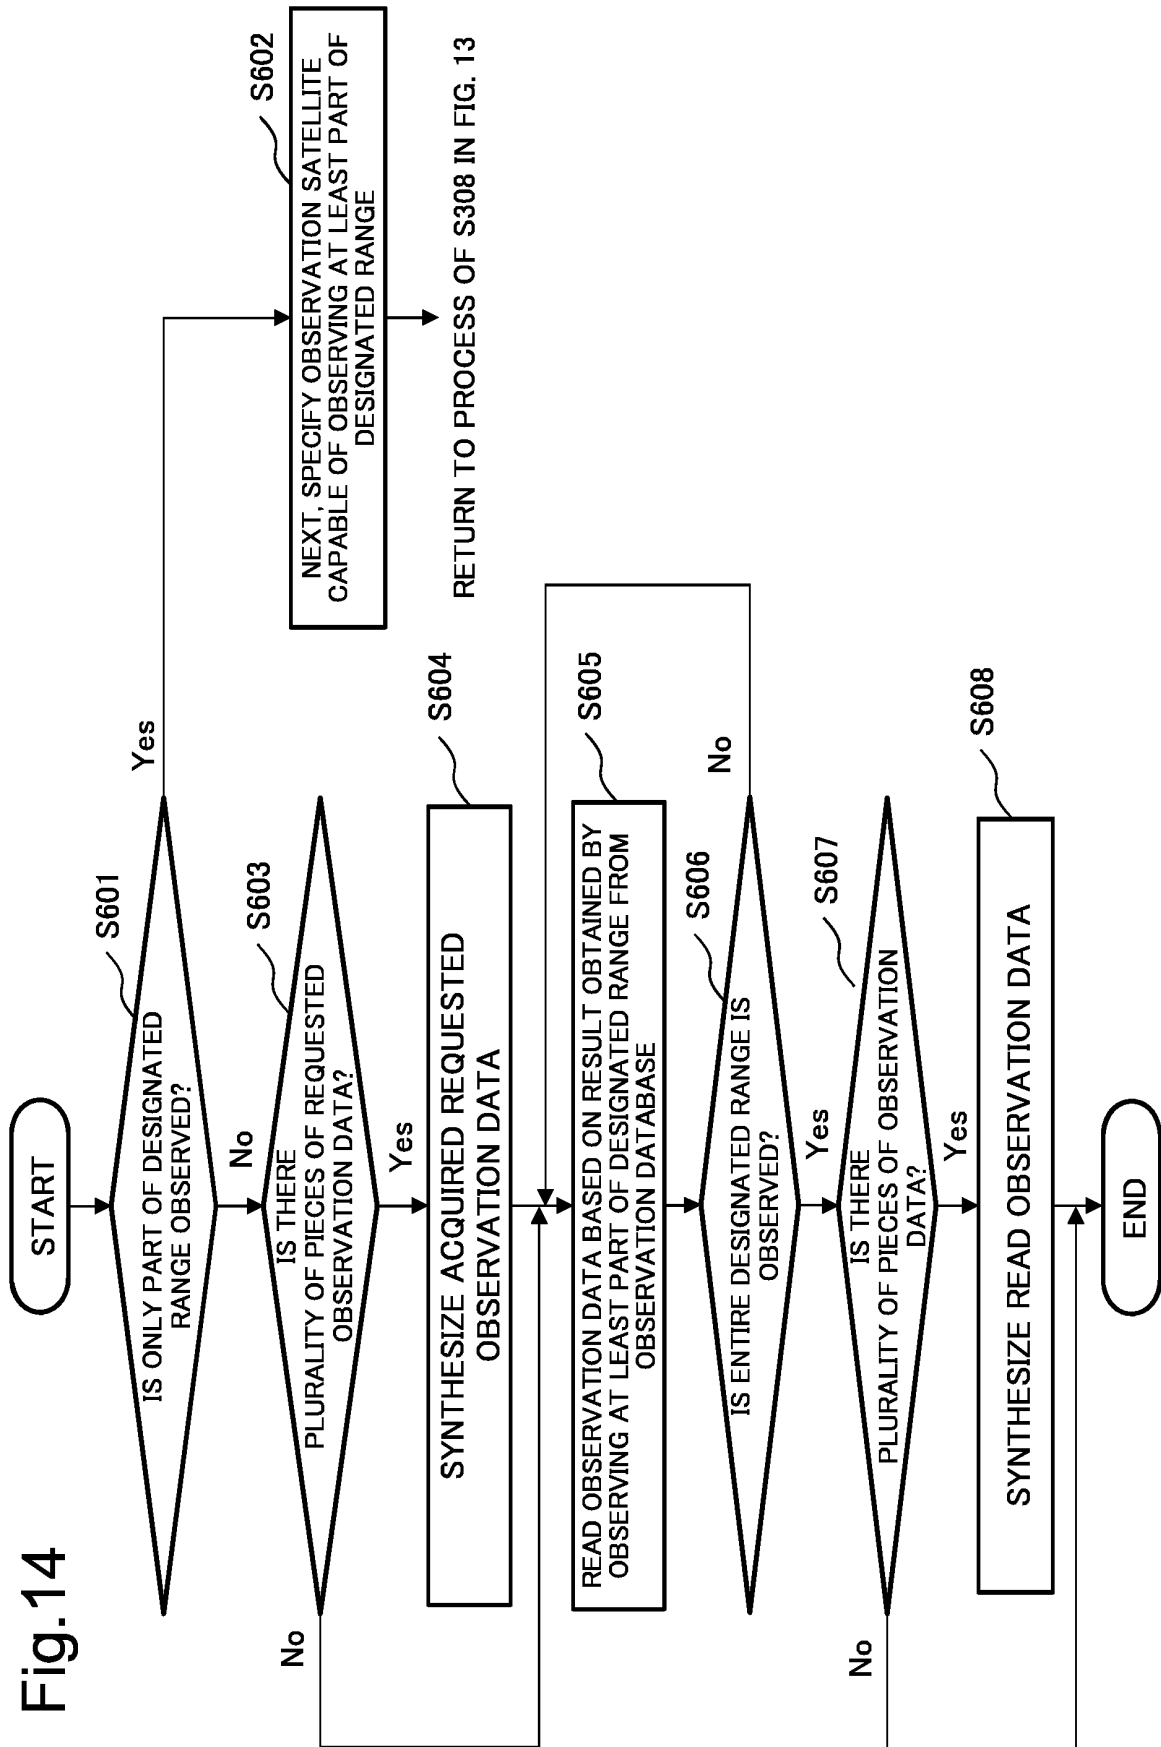 Fig.14
START
S601
IS ONLY PART OF DESIGNATED
RANGE OBSERVED?
Yes
No
S602
NEXT, SPECIFY OBSERVATION SATELLITE
CAPABLE OF OBSERVING AT LEAST PART OF
DESIGNATED RANGE
RETURN TO PROCESS OF S308 IN FIG. 13
S603
IS THERE
PLURALITY OF PIECES OF REQUESTED
OBSERVATION DATA?
No
Yes
S604
SYNTHESIZE ACQUIRED REQUESTED
OBSERVATION DATA
S605
READ OBSERVATION DATA BASED ON RESULT OBTAINED BY
OBSERVING AT LEAST PART OF DESIGNATED RANGE FROM
OBSERVATION DATABASE
S606
IS ENTIRE DESIGNATED RANGE IS
OBSERVED?
No
Yes
S607
IS THERE
PLURALITY OF PIECES OF OBSERVATION
DATA?
No
Yes
S608
SYNTHESIZE READ OBSERVATION DATA
END